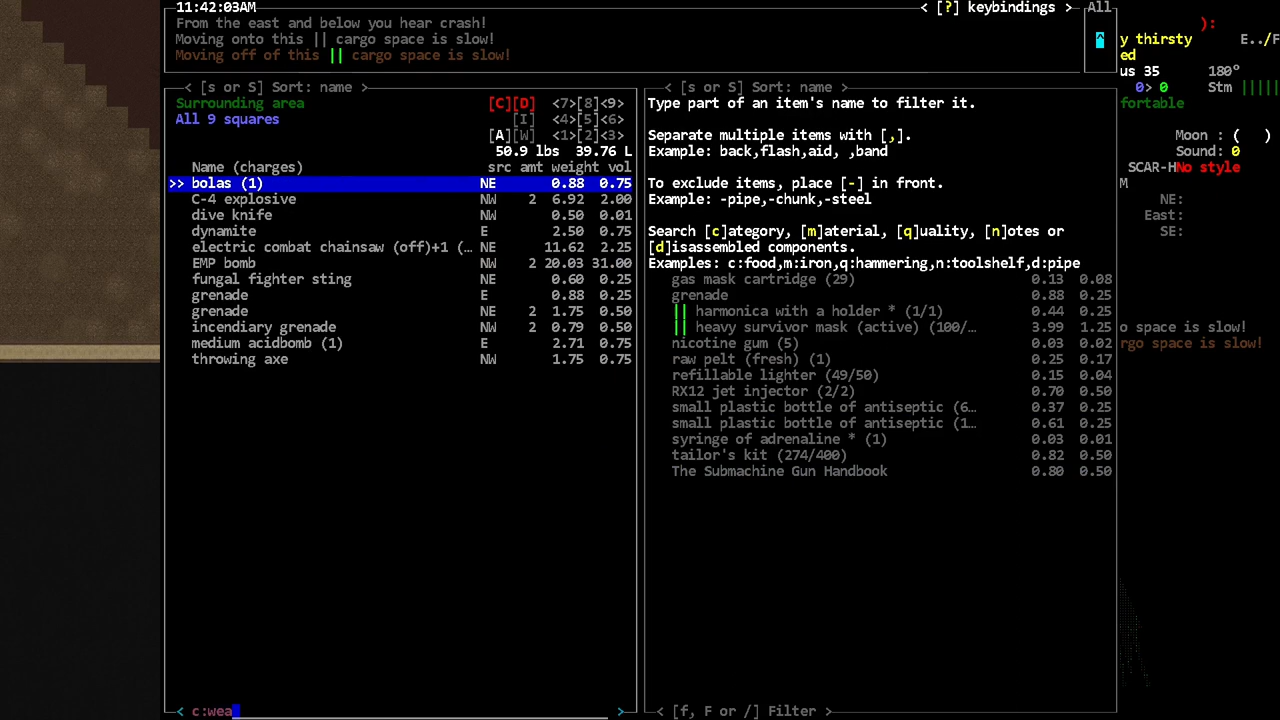 11:42:03AM
< [?] keybindings >
All
From the east and below you hear crash!
Moving onto this || cargo space is slow!
Moving off of this || cargo space is slow!
^
):
y thirsty E../F
ed
us 35 180°
0> 0 Stm |||||
fortable
Moon : ( )
Sound: 0
SCAR-HNo style
M
NE:
East:
SE:
o space is slow!
rgo space is slow!
< [s or S] Sort: name >
Surrounding area [C][D] <7>[8]<9>
All 9 squares [I] <4>[5]<6>
[A][W] <1>[2]<3>
50.9 lbs 39.76 L
Name (charges) src amt weight vol
>> bolas (1) NE 0.88 0.75
C-4 explosive NW 2 6.92 2.00
dive knife NW 0.50 0.01
dynamite E 2.50 0.75
electric combat chainsaw (off)+1 (… NE 11.62 2.25
EMP bomb NW 2 20.03 31.00
fungal fighter sting NE 0.60 0.25
grenade E 0.88 0.25
grenade NE 2 1.75 0.50
incendiary grenade NW 2 0.79 0.50
medium acidbomb (1) E 2.71 0.75
throwing axe NW 1.75 0.75
< c:wea >
< [s or S] Sort: name >
Type part of an item's name to filter it.
Separate multiple items with [,].
Example: back,flash,aid, ,band
To exclude items, place [-] in front.
Example: -pipe,-chunk,-steel
Search [c]ategory, [m]aterial, [q]uality, [n]otes or
[d]isassembled components.
Examples: c:food,m:iron,q:hammering,n:toolshelf,d:pipe
gas mask cartridge (29) 0.13 0.08
grenade 0.88 0.25
|| harmonica with a holder * (1/1) 0.44 0.25
|| heavy survivor mask (active) (100/… 3.99 1.25
nicotine gum (5) 0.03 0.02
raw pelt (fresh) (1) 0.25 0.17
refillable lighter (49/50) 0.15 0.04
RX12 jet injector (2/2) 0.70 0.50
small plastic bottle of antiseptic (6… 0.37 0.25
small plastic bottle of antiseptic (1… 0.61 0.25
syringe of adrenaline * (1) 0.03 0.01
tailor's kit (274/400) 0.82 0.50
The Submachine Gun Handbook 0.80 0.50
< [f, F or /] Filter >